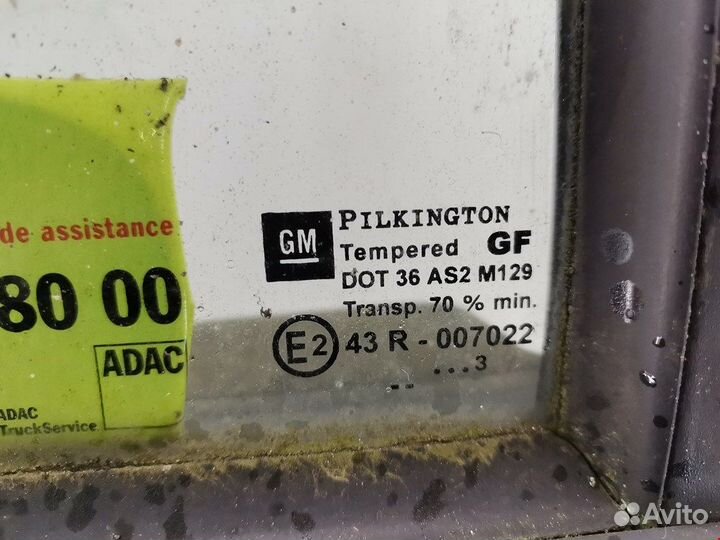 de assistance
80 00
ADAC
ADAC
TruckService
GM
PILKINGTON
Tempered GF
DOT 36 AS2 M129
Transp. 70 % min.
E2 43 R - 007022
-- ...3
Avito